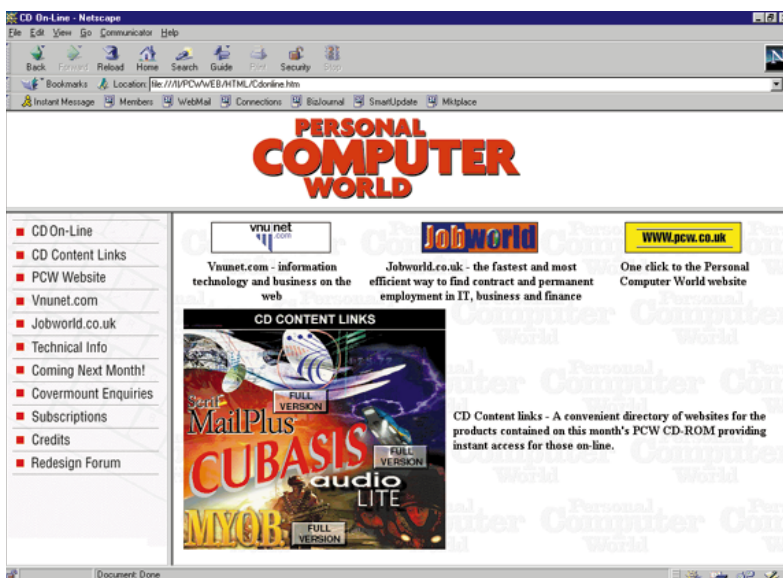 CD On-Line - Netscape
File Edit View Go Communicator Help
Back Forward Reload Home Search Guide Print Security Stop
Bookmarks Location: file:///I|/PCWWEB/HTML/Cdonline.htm
Instant Message Members WebMail Connections BizJournal SmartUpdate Mktplace
PERSONAL
COMPUTER
WORLD
CD On-Line
CD Content Links
PCW Website
Vnunet.com
Jobworld.co.uk
Technical Info
Coming Next Month!
Covermount Enquiries
Subscriptions
Credits
Redesign Forum
vnu net
.com
Vnunet.com - information
technology and business on the
web
Jobworld
Jobworld.co.uk - the fastest and most
efficient way to find contract and permanent
employment in IT, business and finance
WWW.pcw.co.uk
One click to the Personal
Computer World website
CD CONTENT LINKS
FULL
VERSION
Serif
MailPlus
CUBASIS
FULL
VERSION
audio
LITE
MYOB
FULL
VERSION
CD Content links - A convenient directory of websites for the
products contained on this month's PCW CD-ROM providing
instant access for those on-line.
Personal
Computer
World
Document: Done